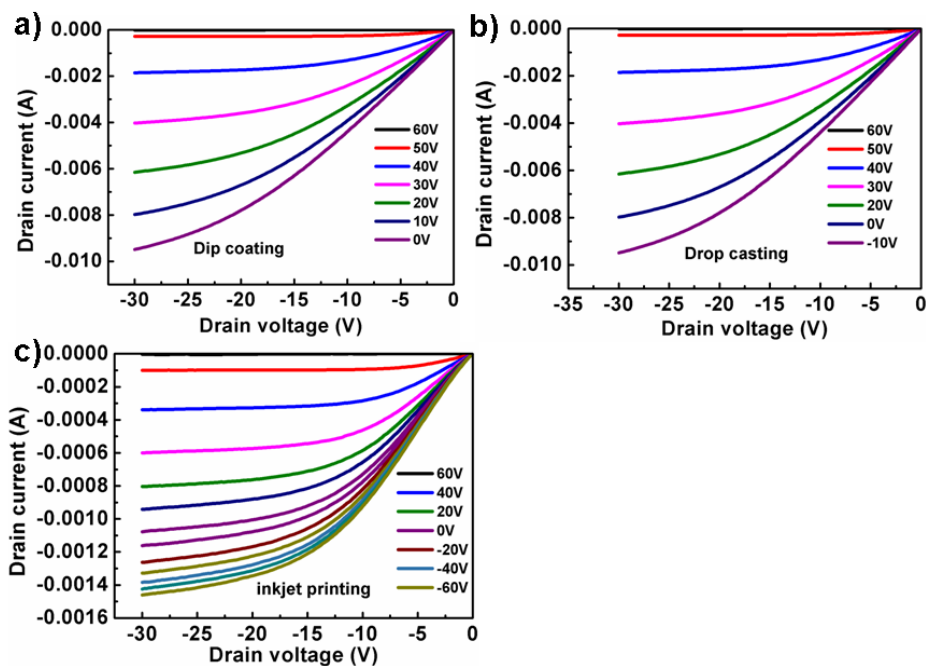 a)
0.000
-0.002
-0.004
-0.006
-0.008
-0.010
Drain current (A)
60V
50V
40V
30V
20V
10V
0V
Dip coating
-30 -25 -20 -15 -10 -5 0
Drain voltage (V)
b)
0.000
-0.002
-0.004
-0.006
-0.008
-0.010
Drain current (A)
60V
50V
40V
30V
20V
0V
-10V
Drop casting
-35 -30 -25 -20 -15 -10 -5 0
Drain voltage (V)
c)
0.0000
-0.0002
-0.0004
-0.0006
-0.0008
-0.0010
-0.0012
-0.0014
-0.0016
Drain current (A)
60V
40V
20V
0V
-20V
-40V
-60V
inkjet printing
-30 -25 -20 -15 -10 -5 0
Drain voltage (V)